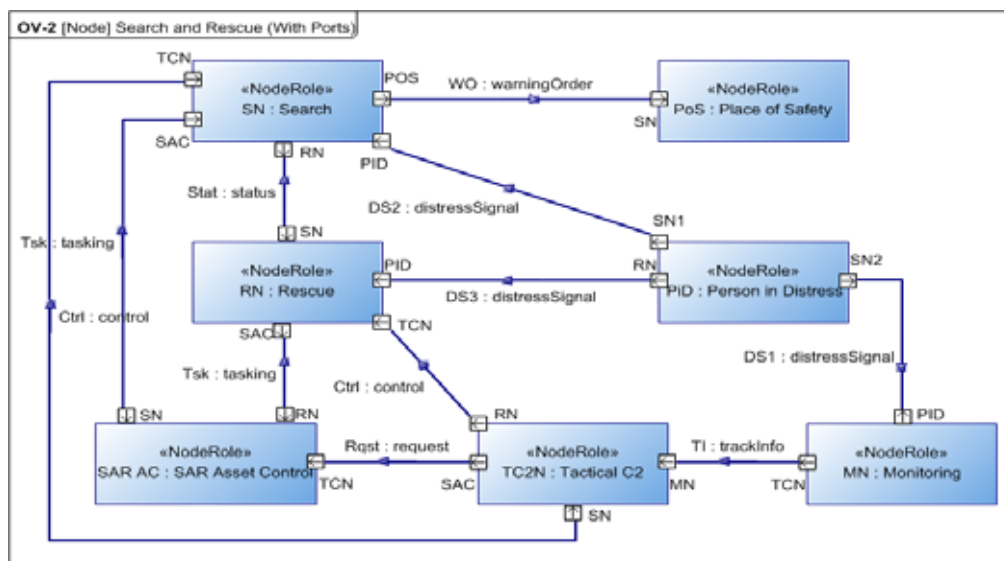 OV-2 [Node] Search and Rescue (With Ports)
TCN
«NodeRole»
SN : Search
POS
WO : warningOrder
SN
«NodeRole»
PoS : Place of Safety
SAC
RN
PID
Stat : status
DS2 : distressSignal
SN1
Tsk : tasking
SN
«NodeRole»
RN : Rescue
PID
DS3 : distressSignal
RN
«NodeRole»
PiD : Person in Distress
SN2
Ctrl : control
SAC
TCN
Tsk : tasking
Ctrl : control
DS1 : distressSignal
SN
RN
RN
PID
«NodeRole»
SAR AC : SAR Asset Control
Rqst : request
TCN
SAC
«NodeRole»
TC2N : Tactical C2
TI : trackInfo
MN
TCN
«NodeRole»
MN : Monitoring
SN